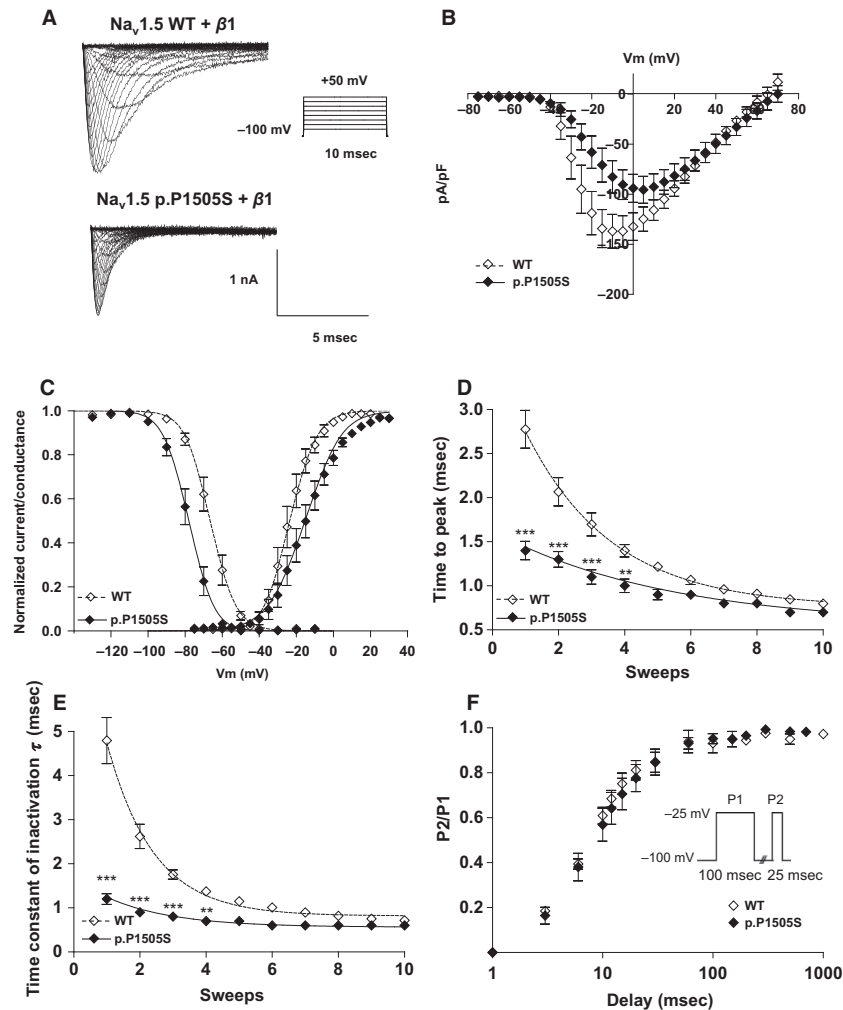 A
Nav1.5 WT + β1
+50 mV
−100 mV
10 msec
Nav1.5 p.P1505S + β1
1 nA
5 msec
B
Vm (mV)
−80 −60 −40 −20 0 20 40 60 80
−50
−100
−150
−200
pA/pF
WT
p.P1505S
C
Normalized current/conductance
1.0
0.8
0.6
0.4
0.2
0.0
WT
p.P1505S
−120 −100 −80 −60 −40 −20 0 20 40
Vm (mV)
D
Time to peak (msec)
3.0
2.5
2.0
1.5
1.0
0.5
*** *** *** **
WT
p.P1505S
0 2 4 6 8 10
Sweeps
E
Time constant of inactivation τ (msec)
5
4
3
2
1
0
*** *** *** **
WT
p.P1505S
0 2 4 6 8 10
Sweeps
F
P2/P1
1.0
0.8
0.6
0.4
0.2
P1 P2
−25 mV
−100 mV
100 msec 25 msec
WT
p.P1505S
1 10 100 1000
Delay (msec)